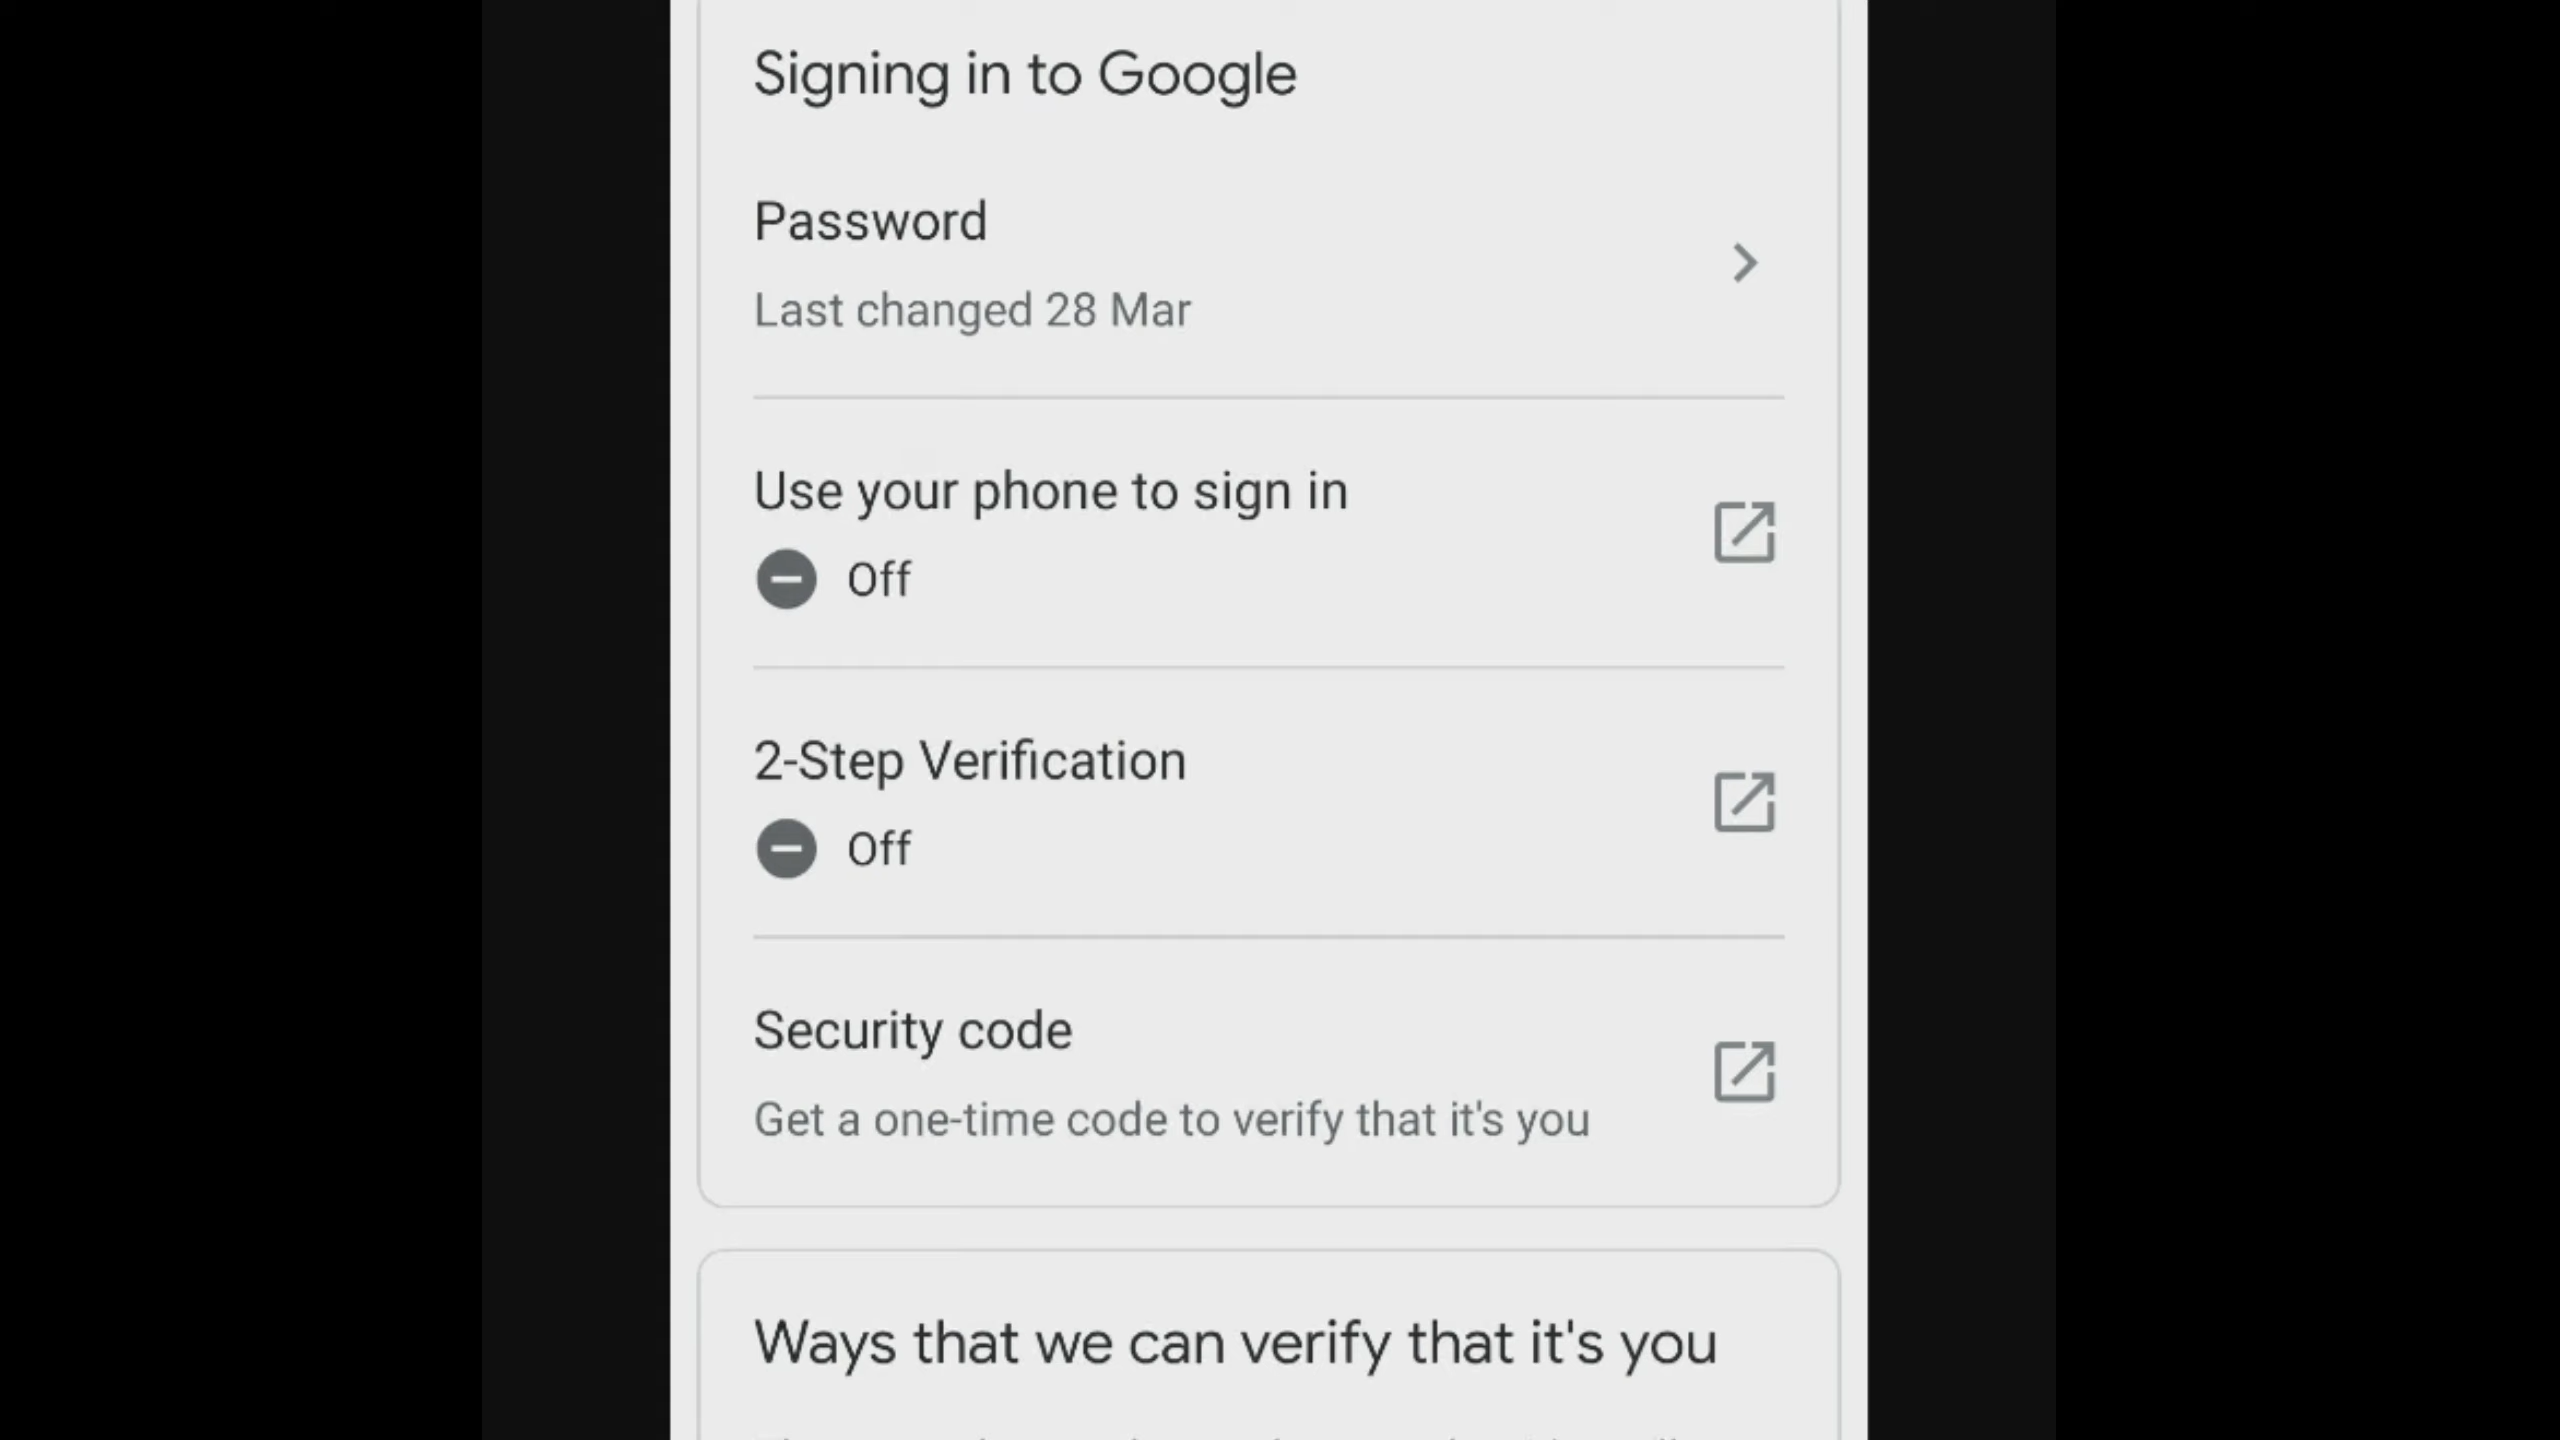 Signing in to Google
Password
Last changed 28 Mar
Use your phone to sign in
Off
2-Step Verification
Off
Security code
Get a one-time code to verify that it's you
Ways that we can verify that it's you